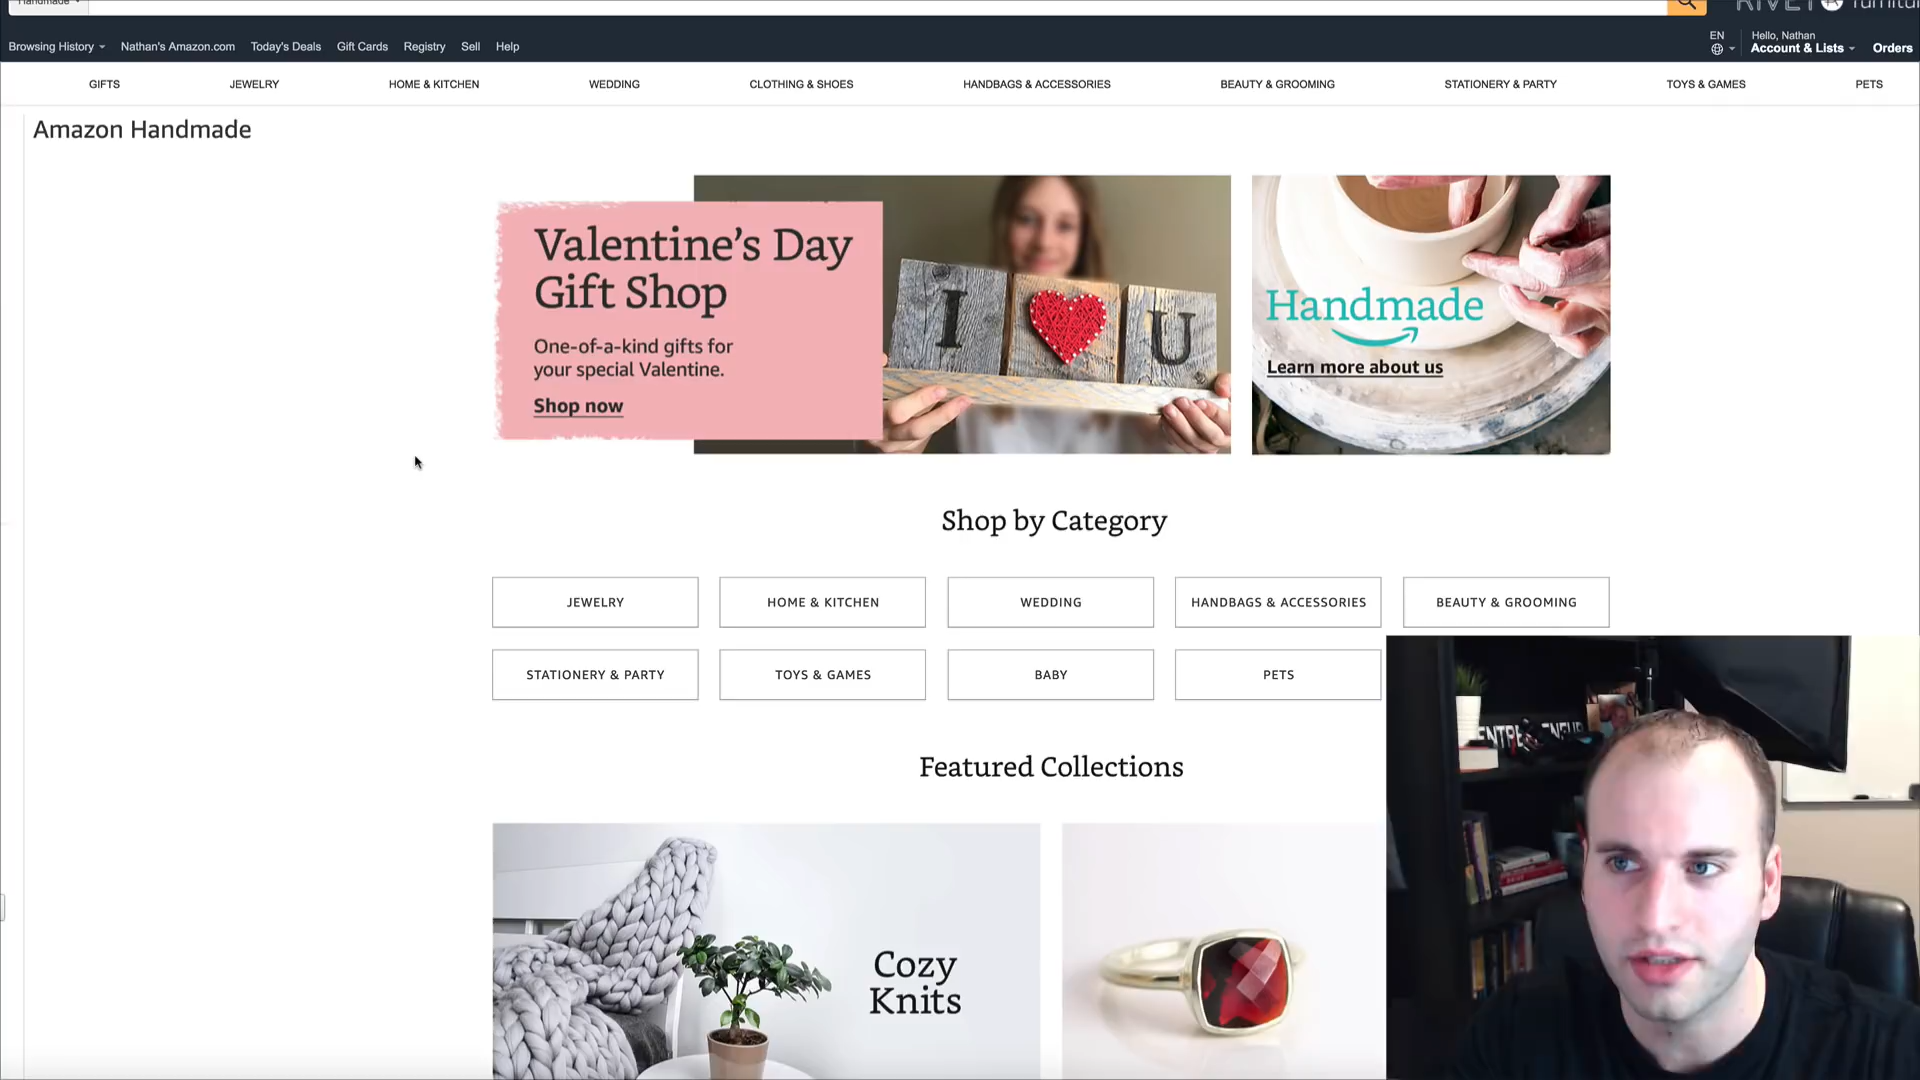 Handmade
Browsing History
Nathan's Amazon.com
Today's Deals
Gift Cards
Registry
Sell
Help
EN
Hello, Nathan
Account & Lists
Orders
GIFTS
JEWELRY
HOME & KITCHEN
WEDDING
CLOTHING & SHOES
HANDBAGS & ACCESSORIES
BEAUTY & GROOMING
STATIONERY & PARTY
TOYS & GAMES
PETS
Amazon Handmade
Valentine's Day
Gift Shop
One-of-a-kind gifts for
your special Valentine.
Shop now
I U
Handmade
Learn more about us
Shop by Category
JEWELRY
HOME & KITCHEN
WEDDING
HANDBAGS & ACCESSORIES
BEAUTY & GROOMING
STATIONERY & PARTY
TOYS & GAMES
BABY
PETS
Featured Collections
Cozy
Knits